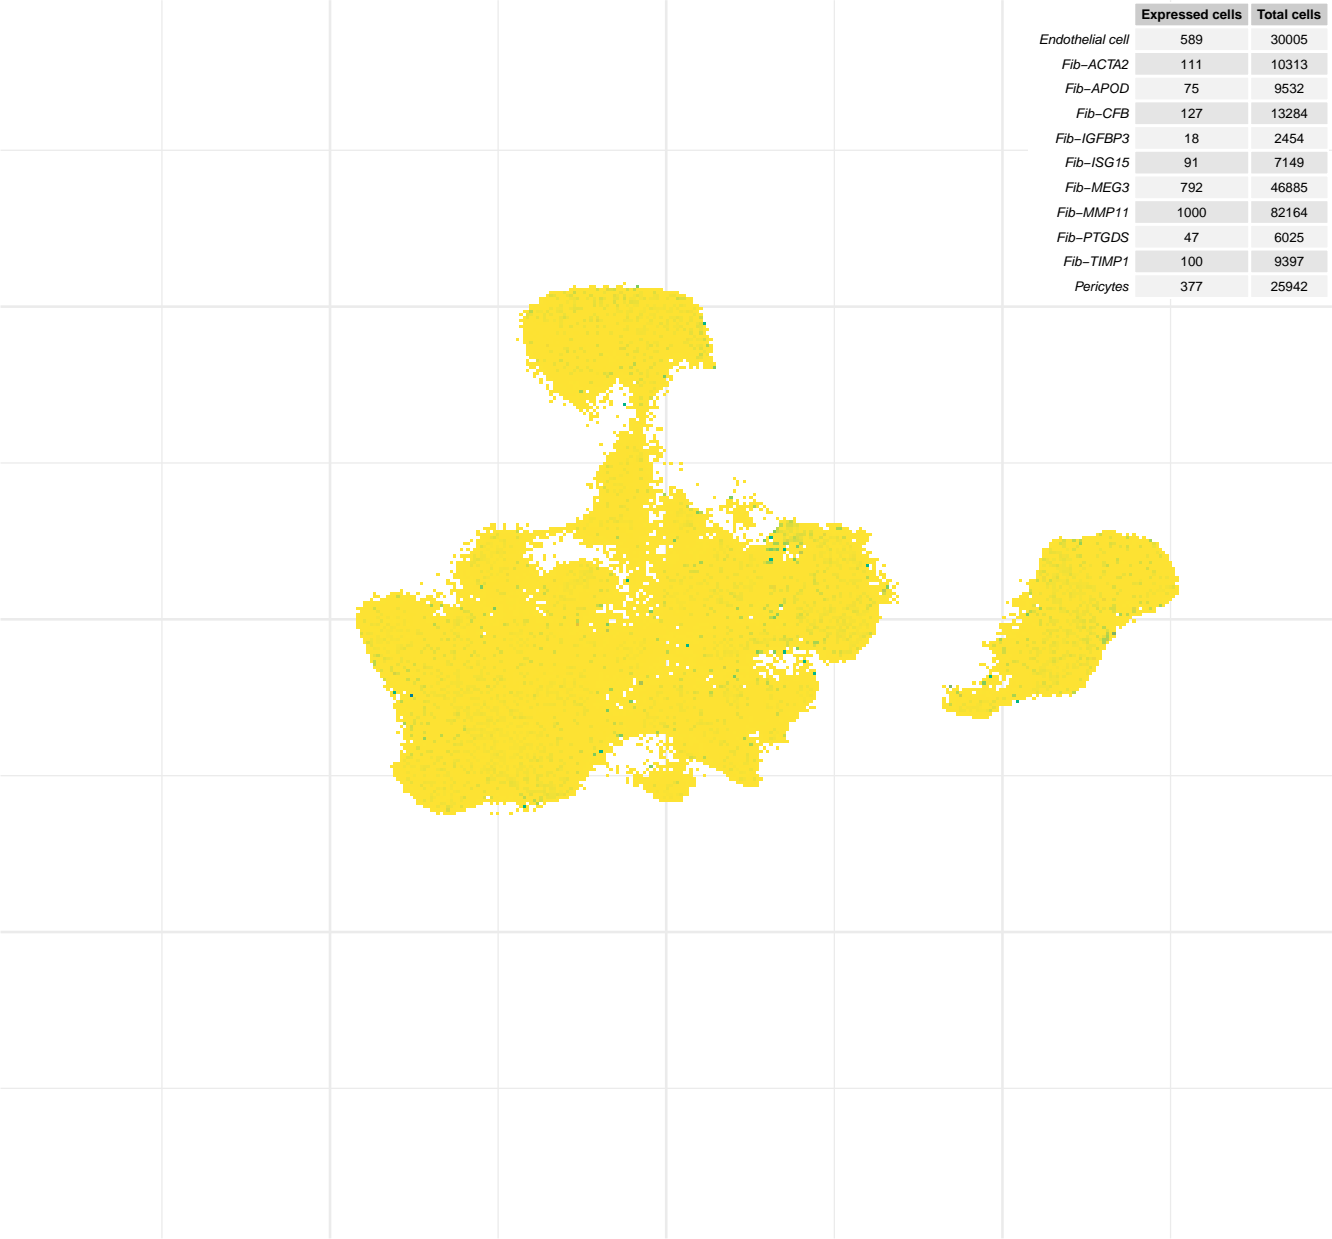 Expressed cells Total cells
Endothelial cell 589 30005
Fib−ACTA2 111 10313
Fib−APOD 75 9532
Fib−CFB 127 13284
Fib−IGFBP3 18 2454
Fib−ISG15 91 7149
Fib−MEG3 792 46885
Fib−MMP11 1000 82164
Fib−PTGDS 47 6025
Fib−TIMP1 100 9397
Pericytes 377 25942